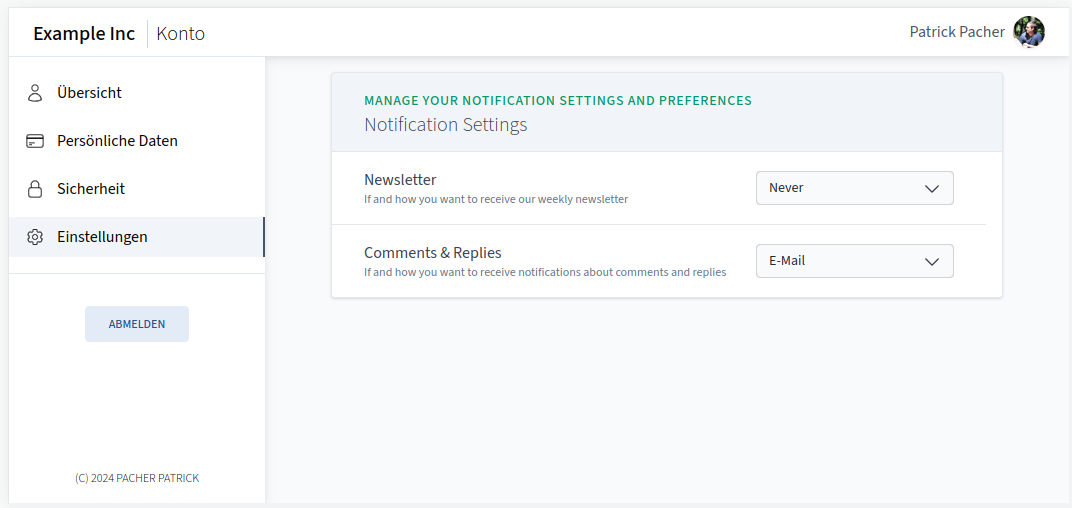 Example Inc
Konto
Patrick Pacher
Übersicht
Persönliche Daten
Sicherheit
Einstellungen
ABMELDEN
(C) 2024 PACHER PATRICK
MANAGE YOUR NOTIFICATION SETTINGS AND PREFERENCES
Notification Settings
Newsletter
If and how you want to receive our weekly newsletter
Never
Comments & Replies
If and how you want to receive notifications about comments and replies
E-Mail